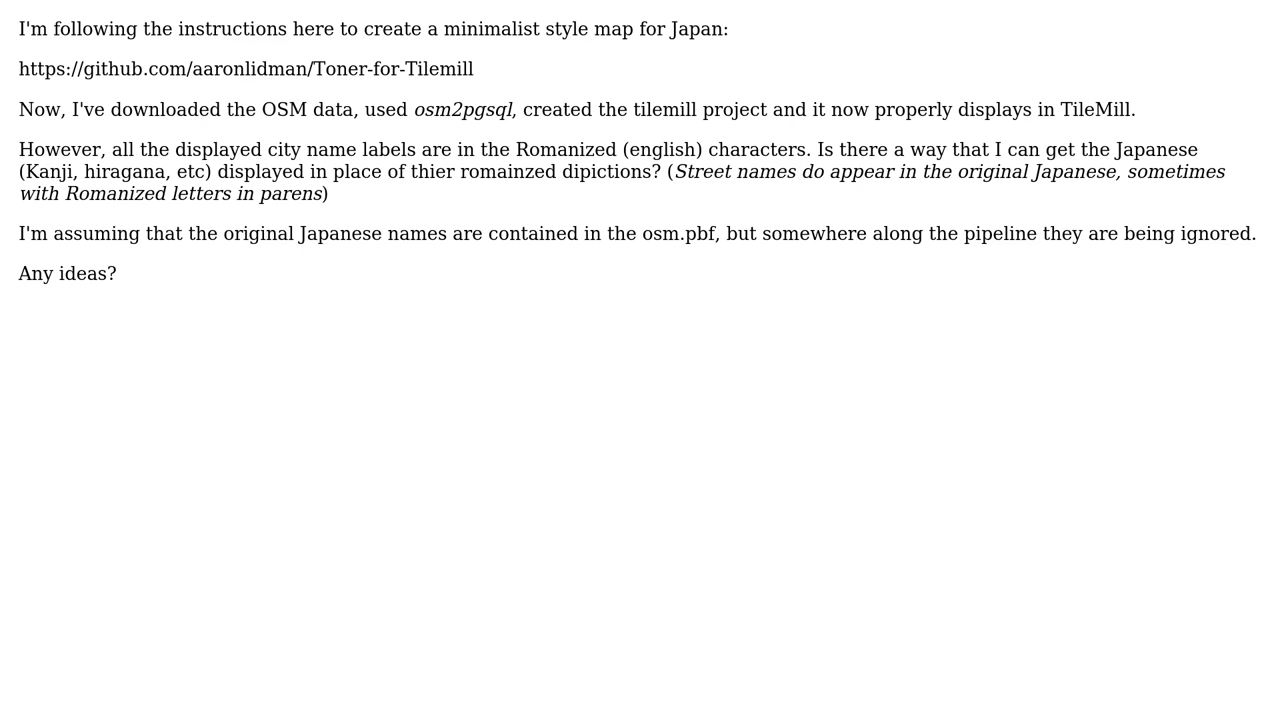 I'm following the instructions here to create a minimalist style map for Japan:
https://github.com/aaronlidman/Toner-for-Tilemill
Now, I've downloaded the OSM data, used osm2pgsql, created the tilemill project and it now properly displays in TileMill.
However, all the displayed city name labels are in the Romanized (english) characters. Is there a way that I can get the Japanese
(Kanji, hiragana, etc) displayed in place of thier romainzed dipictions? (Street names do appear in the original Japanese, sometimes
with Romanized letters in parens)
I'm assuming that the original Japanese names are contained in the osm.pbf, but somewhere along the pipeline they are being ignored.
Any ideas?